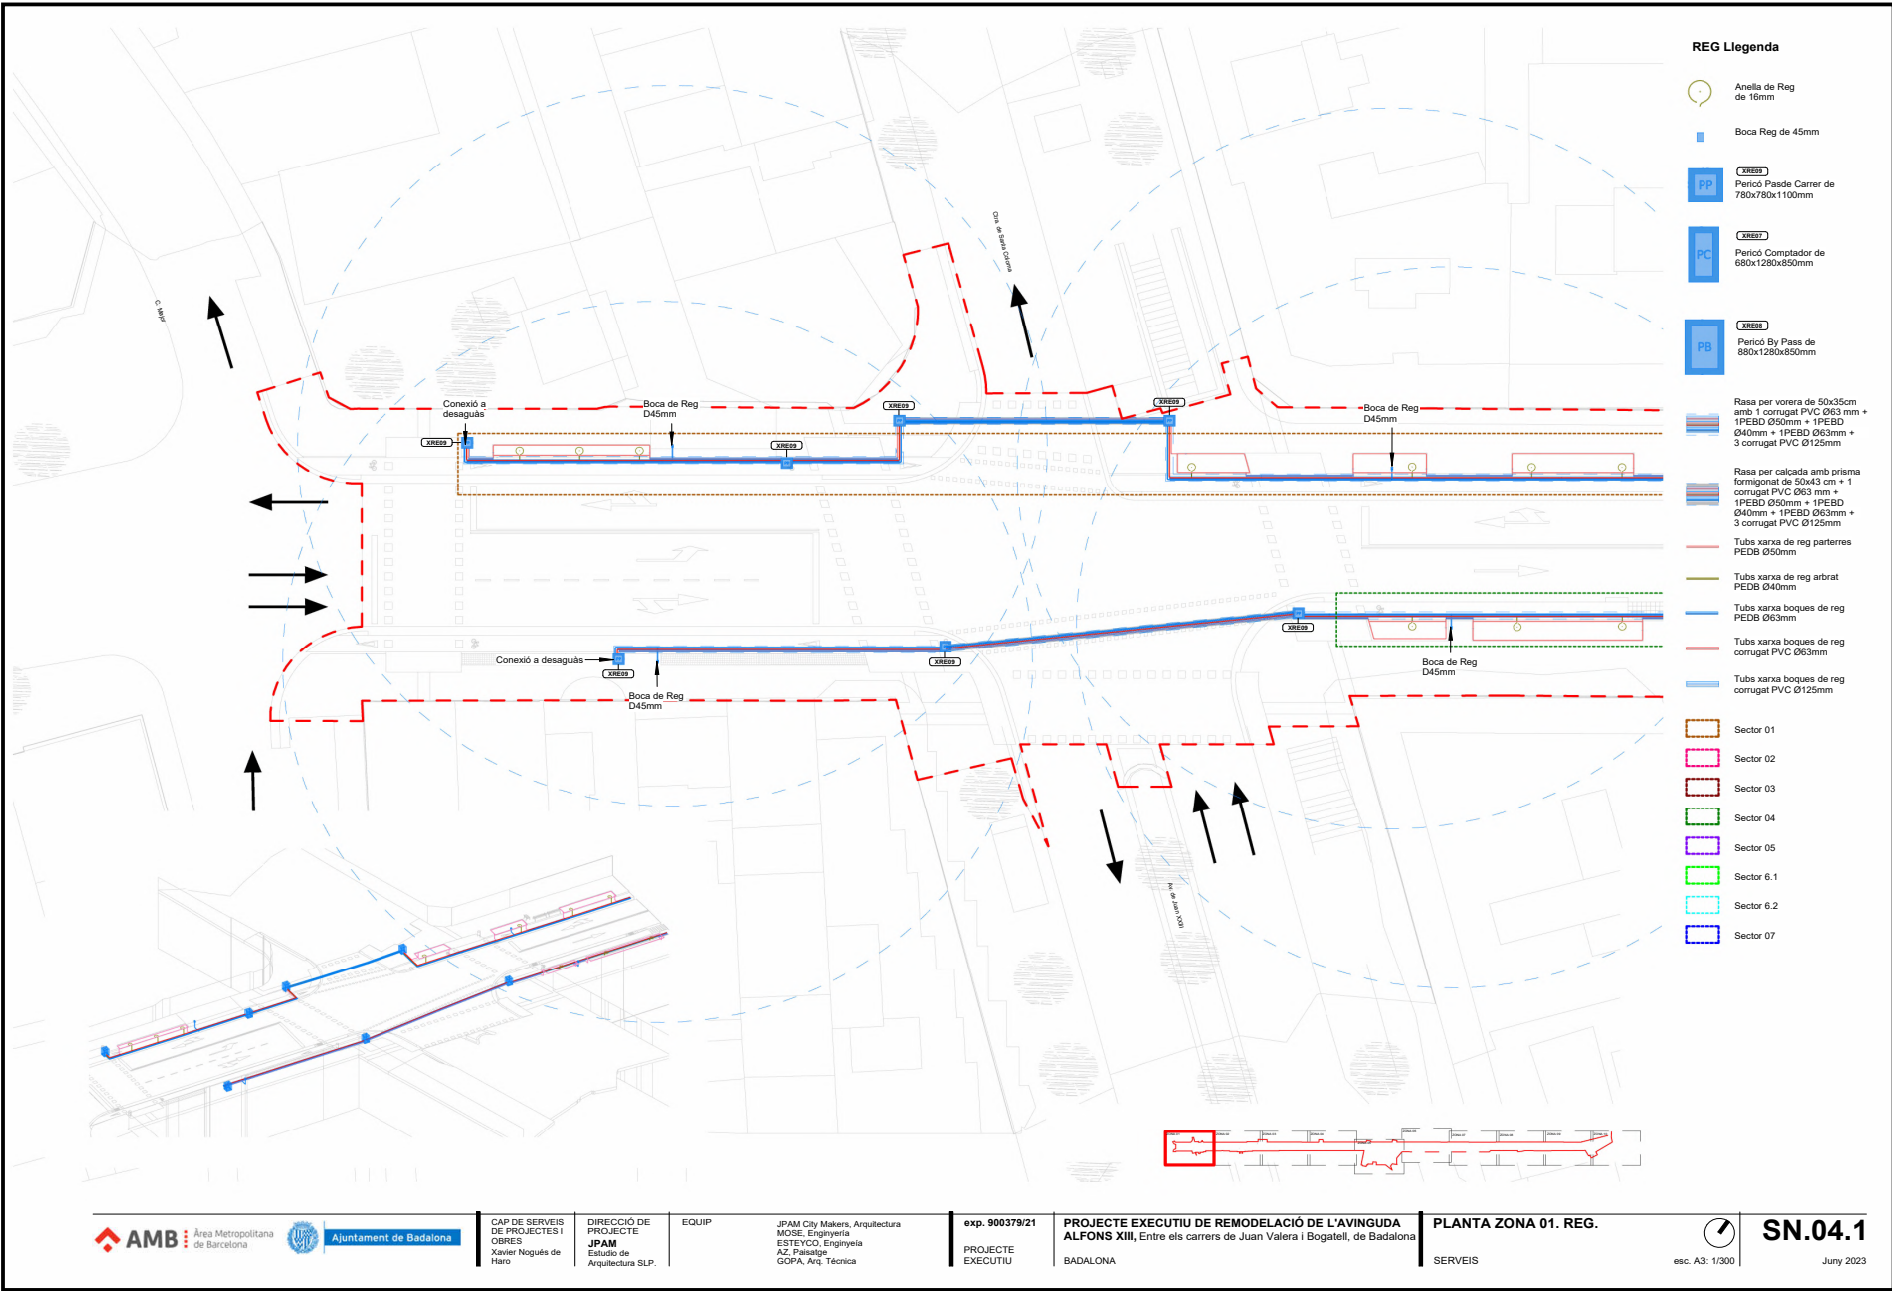 REG Llegenda
Anella de Reg
de 16mm
Boca Reg de 45mm
XRE09
PP
Pericó Pasde Carrer de
780x780x1100mm
XRE07
PC
Pericó Comptador de
680x1280x850mm
XRE08
PB
Pericó By Pass de
880x1280x850mm
Rasa per vorera de 50x35cm
amb 1 corrugat PVC Ø63 mm +
1PEBD Ø50mm + 1PEBD
Ø40mm + 1PEBD Ø63mm +
3 corrugat PVC Ø125mm
Rasa per calçada amb prisma
formigonat de 50x43 cm + 1
corrugat PVC Ø63 mm +
1PEBD Ø50mm + 1PEBD
Ø40mm + 1PEBD Ø63mm +
3 corrugat PVC Ø125mm
Tubs xarxa de reg parterres
PEDB Ø50mm
Tubs xarxa de reg arbrat
PEDB Ø40mm
Tubs xarxa boques de reg
PEDB Ø63mm
Tubs xarxa boques de reg
corrugat PVC Ø63mm
Tubs xarxa boques de reg
corrugat PVC Ø125mm
Sector 01
Sector 02
Sector 03
Sector 04
Sector 05
Sector 6.1
Sector 6.2
Sector 07
C. Major
Ctra. de Santa Coloma
Conexió a
desaguàs
XRE09
Boca de Reg
D45mm
XRE09
XRE09
XRE09
Boca de Reg
D45mm
Conexió a desaguàs
XRE09
Boca de Reg
D45mm
XRE09
XRE09
Boca de Reg
D45mm
Av. de Juan XXIII
AMB
Àrea Metropolitana
de Barcelona
Ajuntament de Badalona
CAP DE SERVEIS
DE PROJECTES I
OBRES
Xavier Nogués de
Haro
DIRECCIÓ DE
PROJECTE
JPAM
Estudio de
Arquitectura SLP.
EQUIP
JPAM City Makers, Arquitectura
MOSE, Enginyeria
ESTEYCO, Enginyeia
AZ, Paisatge
GOPA, Arq. Técnica
exp. 900379/21
PROJECTE
EXECUTIU
PROJECTE EXECUTIU DE REMODELACIÓ DE L'AVINGUDA
ALFONS XIII, Entre els carrers de Juan Valera i Bogatell, de Badalona
BADALONA
PLANTA ZONA 01. REG.
SERVEIS
esc. A3: 1/300
SN.04.1
Juny 2023